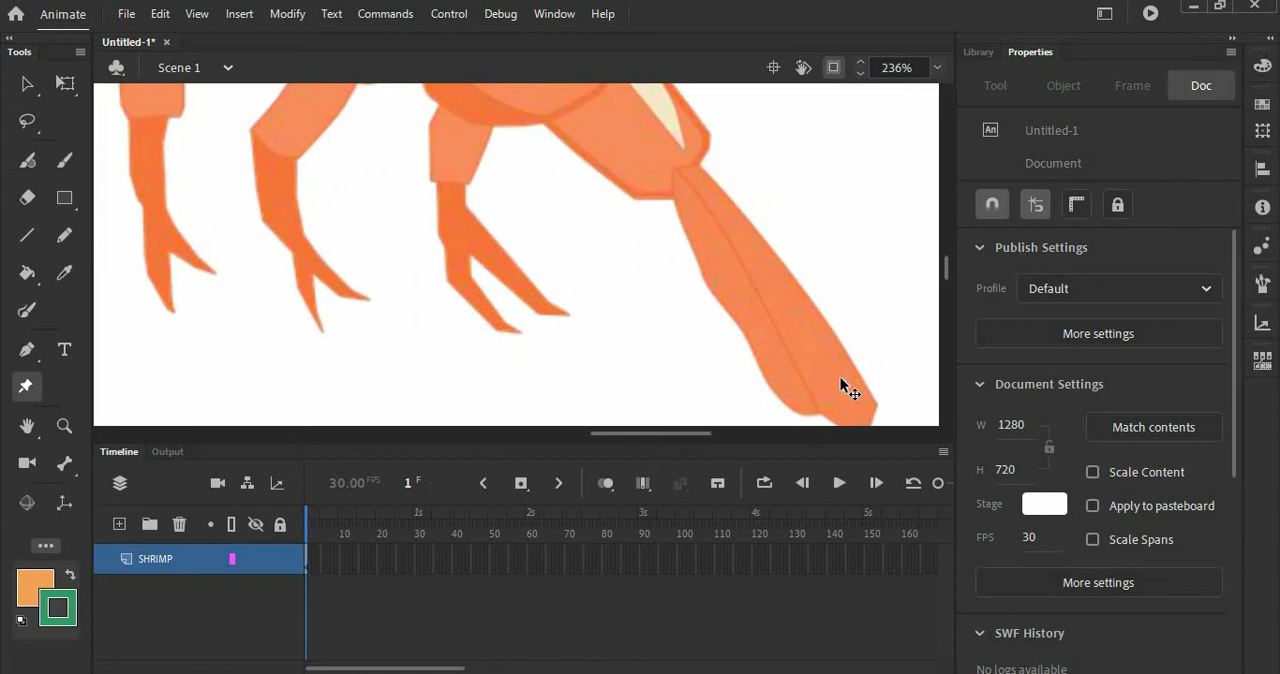 Animate File Edit View Insert Modify Text Commands Control Debug Window Help
Tools
Untitled-1*
Library Properties
Scene 1
236%
Tool Object Frame Doc
An Untitled-1
Document
Publish Settings
Profile Default
More settings
Document Settings
W 1280 Match contents
H 720 Scale Content
Stage Apply to pasteboard
FPS 30 Scale Spans
More settings
SWF History
No logs available
T
Timeline Output
30.00 FPS 1 F
1s 2s 3s 4s 5s
10 20 30 40 50 60 70 80 90 100 110 120 130 140 150 160
SHRIMP